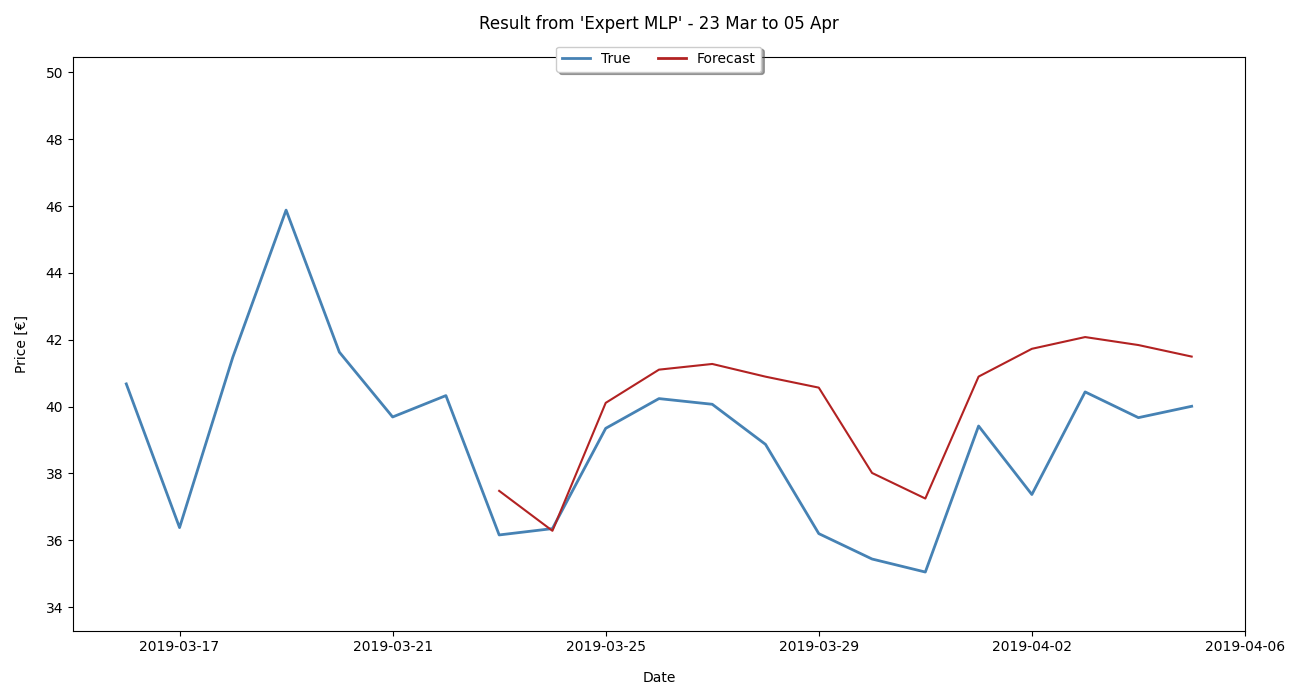 Result from 'Expert MLP' - 23 Mar to 05 Apr
True Forecast
50
48
46
44
42
40
38
36
34
Price [€]
2019-03-17 2019-03-21 2019-03-25 2019-03-29 2019-04-02 2019-04-06
Date